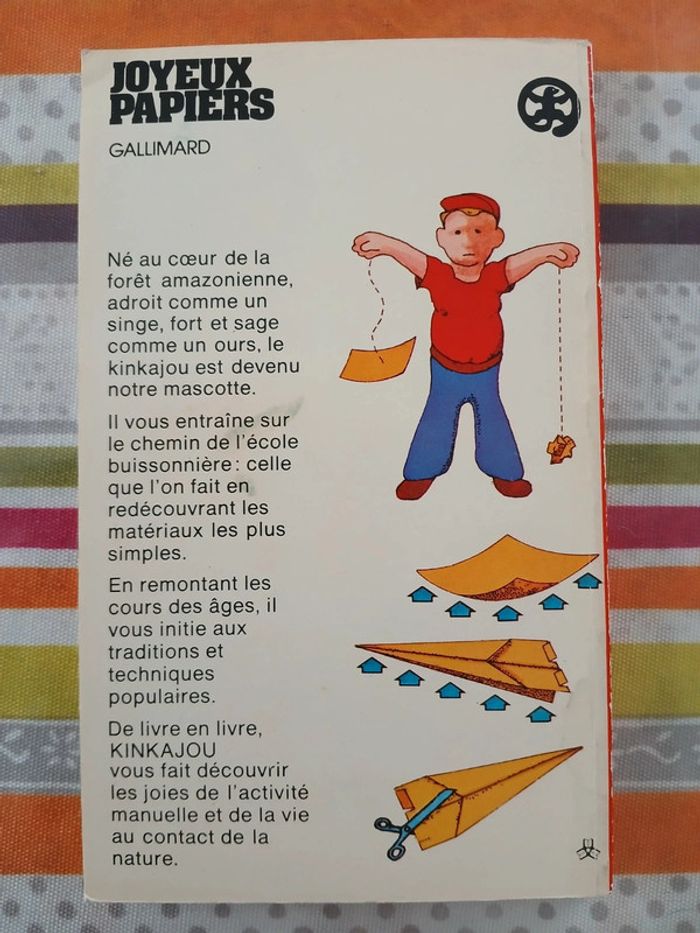 JOYEUX
PAPIERS
GALLIMARD
Né au cœur de la
forêt amazonienne,
adroit comme un
singe, fort et sage
comme un ours, le
kinkajou est devenu
notre mascotte.
Il vous entraîne sur
le chemin de l'école
buissonnière : celle
que l'on fait en
redécouvrant les
matériaux les plus
simples.
En remontant les
cours des âges, il
vous initie aux
traditions et
techniques
populaires.
De livre en livre,
KINKAJOU
vous fait découvrir
les joies de l'activité
manuelle et de la vie
au contact de la
nature.